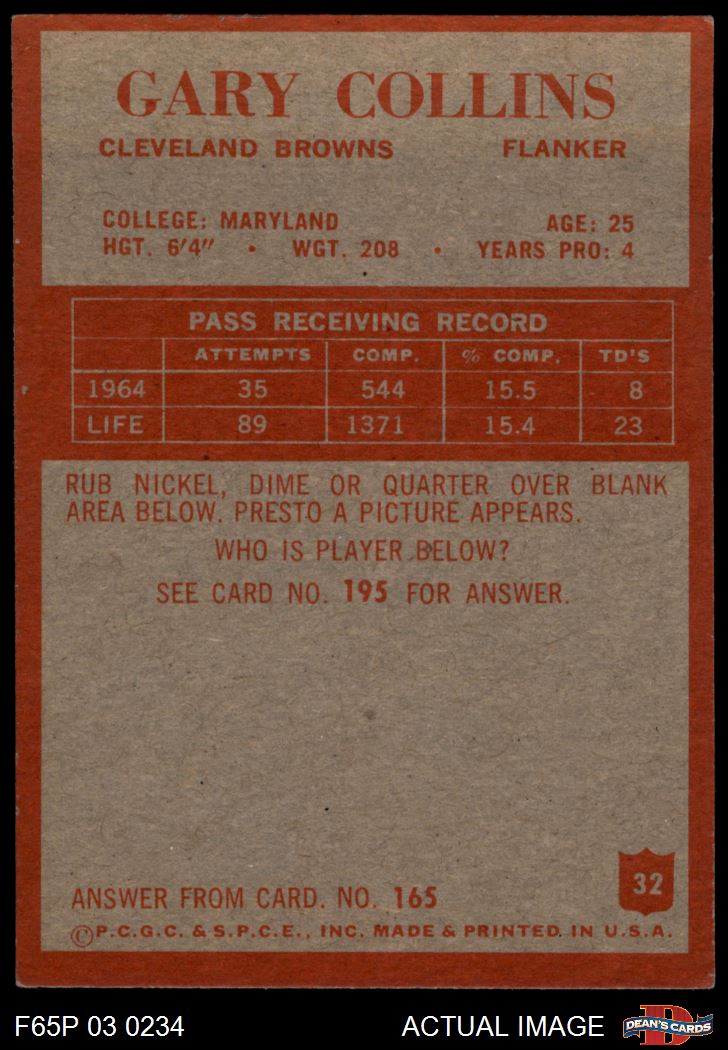 GARY COLLINS
CLEVELAND BROWNS FLANKER
COLLEGE: MARYLAND AGE: 25
HGT. 6'4" • WGT. 208 • YEARS PRO: 4
PASS RECEIVING RECORD
ATTEMPTS COMP. % COMP. TD'S
1964 35 544 15.5 8
LIFE 89 1371 15.4 23
RUB NICKEL, DIME OR QUARTER OVER BLANK
AREA BELOW. PRESTO A PICTURE APPEARS.
WHO IS PLAYER BELOW?
SEE CARD NO. 195 FOR ANSWER.
32
ANSWER FROM CARD. NO. 165
©P.C.G.C. & S.P.C.E., INC. MADE & PRINTED IN U.S.A.
F65P 03 0234 ACTUAL IMAGE D DEAN'S CARDS